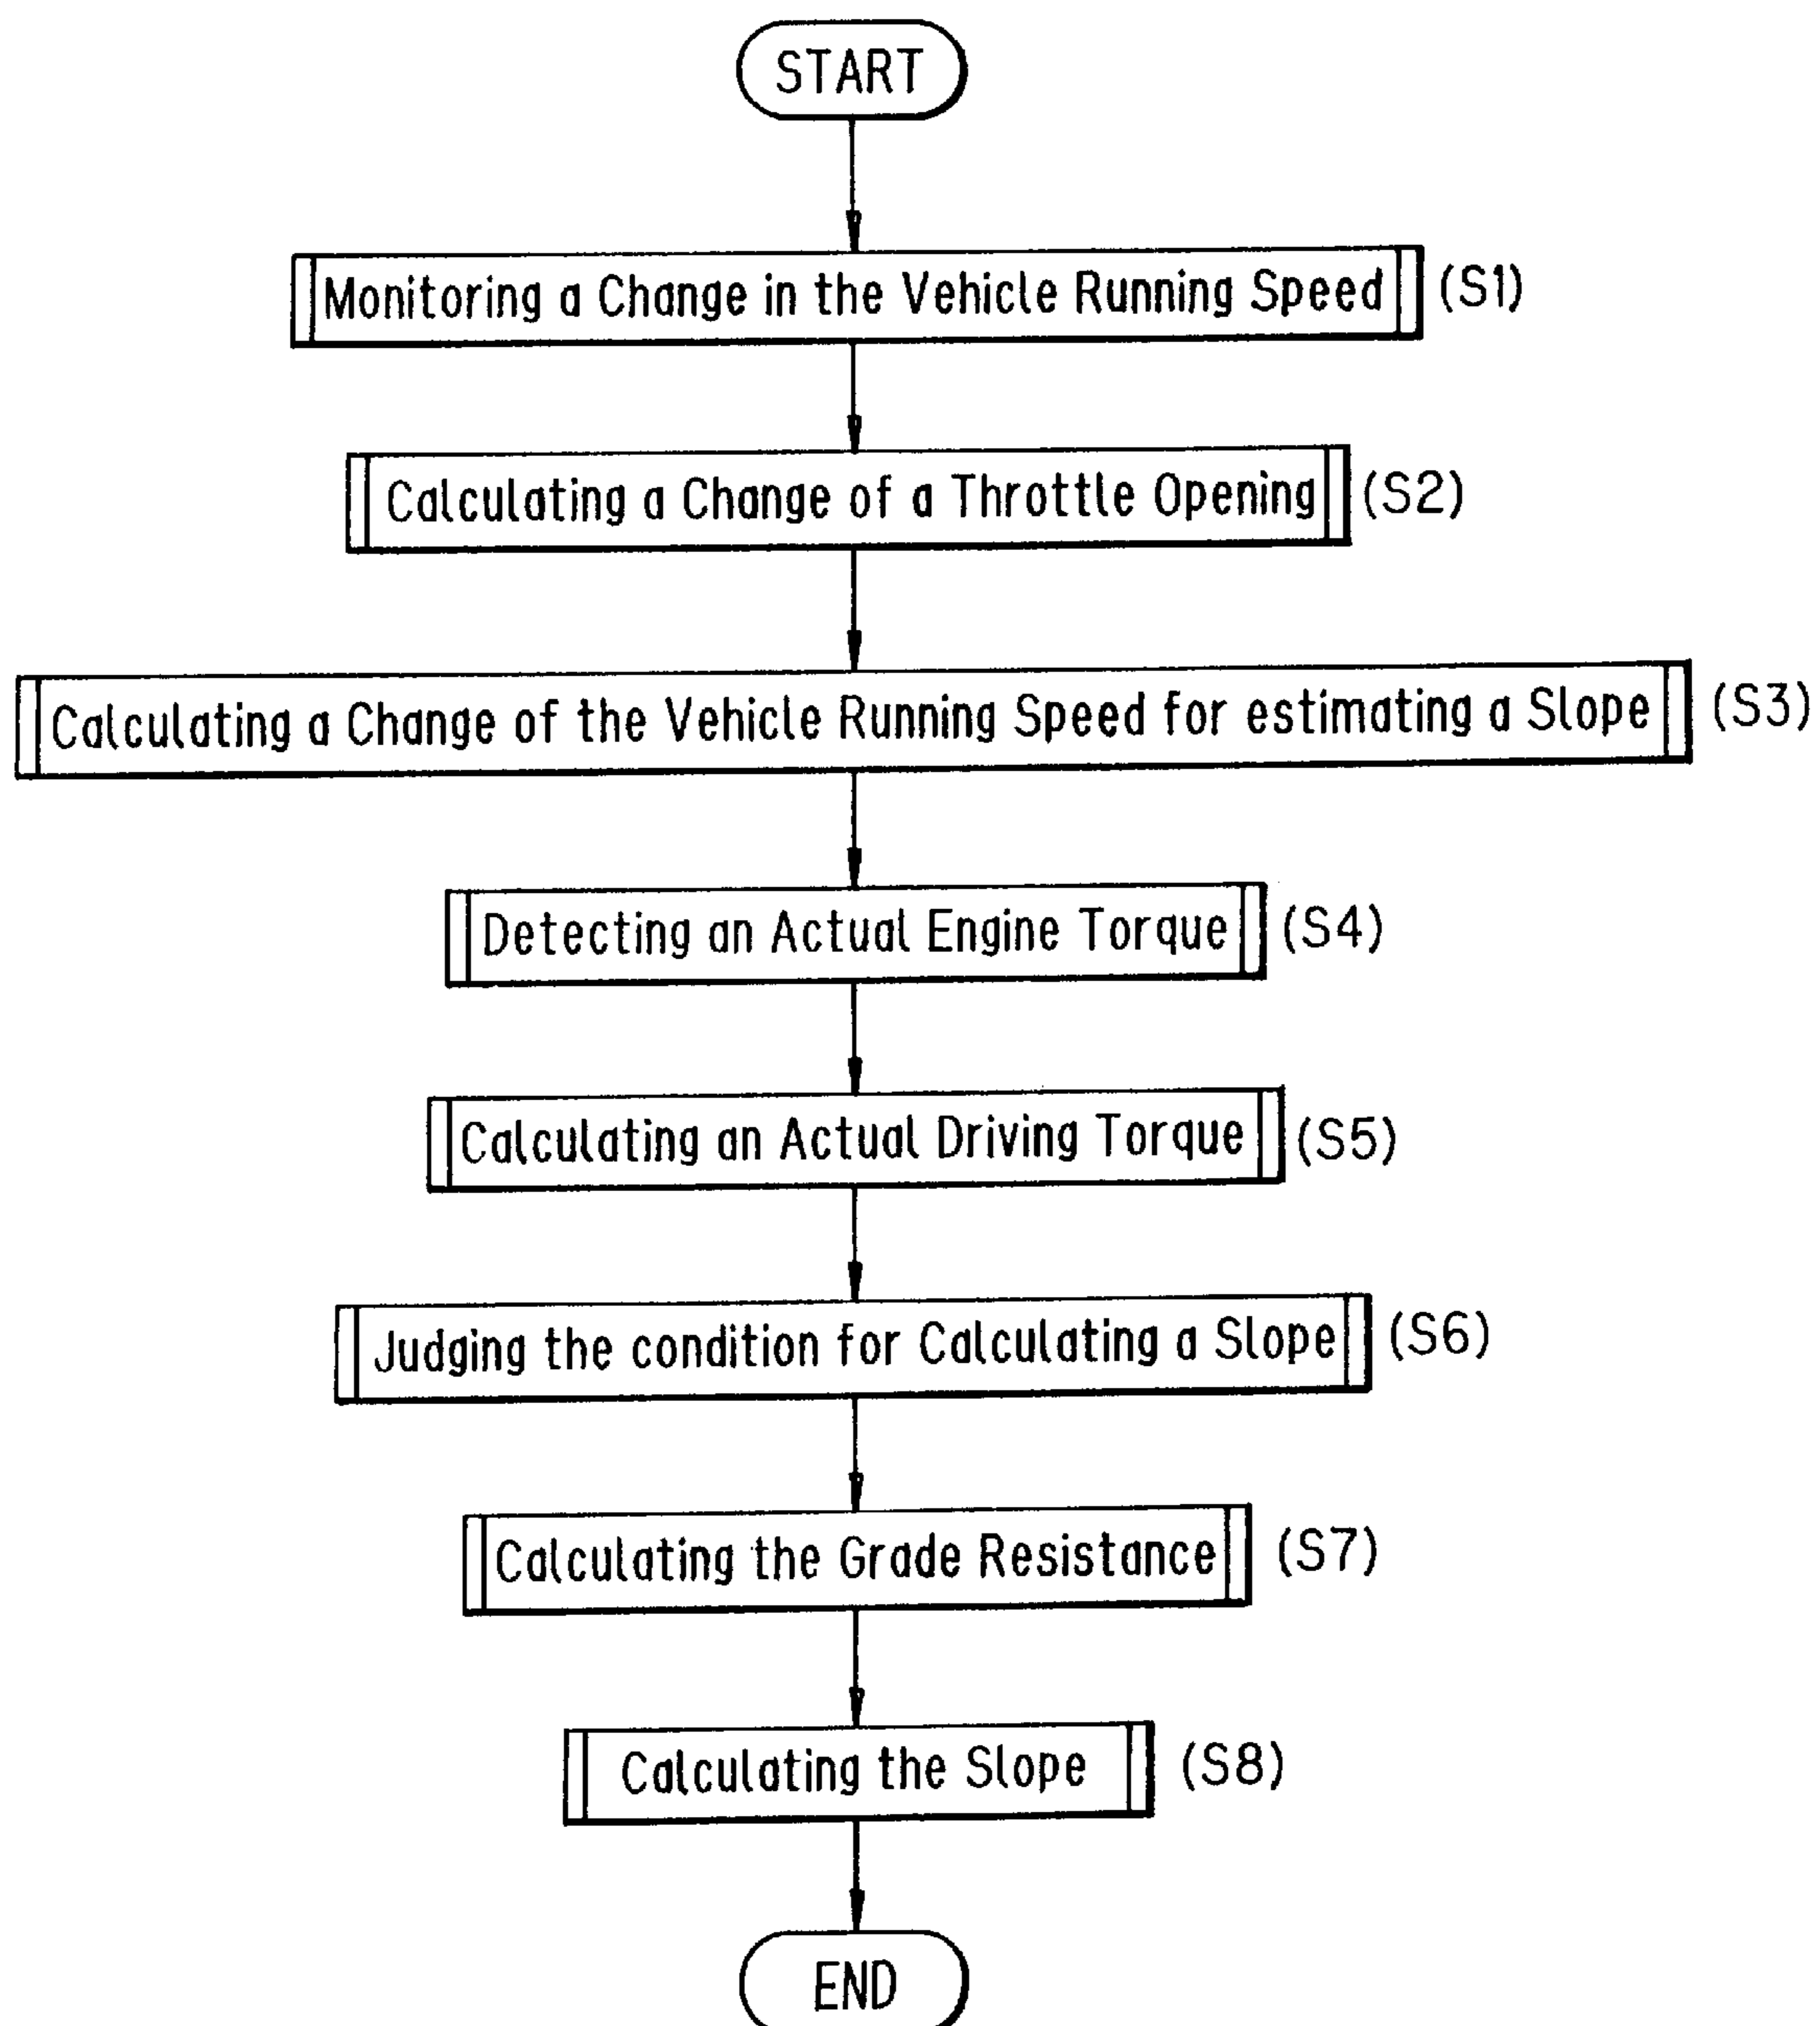 START
Monitoring a Change in the Vehicle Running Speed (S1)
Calculating a Change of a Throttle Opening (S2)
Calculating a Change of the Vehicle Running Speed for estimating a Slope (S3)
Detecting an Actual Engine Torque (S4)
Calculating an Actual Driving Torque (S5)
Judging the condition for Calculating a Slope (S6)
Calculating the Grade Resistance (S7)
Calculating the Slope (S8)
END